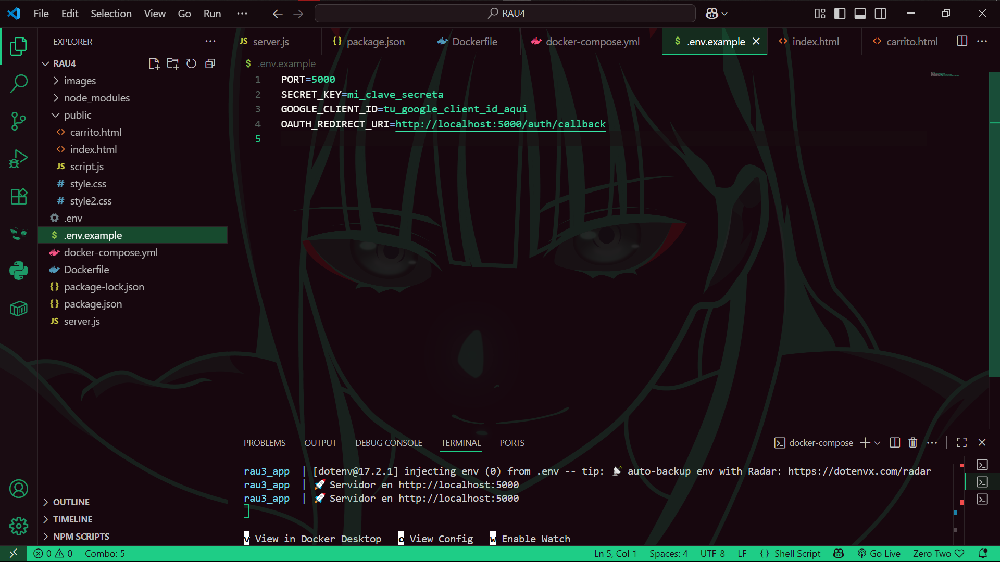 File Edit Selection View Go Run ··· RAU4
EXPLORER ···
RAU4
images
node_modules
public
carrito.html
index.html
JS script.js
# style.css
# style2.css
.env
$ .env.example
docker-compose.yml
Dockerfile
{} package-lock.json
{} package.json
JS server.js
OUTLINE
TIMELINE
NPM SCRIPTS
JS server.js {} package.json Dockerfile docker-compose.yml $ .env.example index.html carrito.html ···
$ .env.example
1 PORT=5000
2 SECRET_KEY=mi_clave_secreta
3 GOOGLE_CLIENT_ID=tu_google_client_id_aqui
4 OAUTH_REDIRECT_URI=http://localhost:5000/auth/callback
5
PROBLEMS OUTPUT DEBUG CONSOLE TERMINAL PORTS docker-compose ···
rau3_app | [dotenv@17.2.1] injecting env (0) from .env -- tip: 📡 auto-backup env with Radar: https://dotenvx.com/radar
rau3_app | 🚀 Servidor en http://localhost:5000
rau3_app | 🚀 Servidor en http://localhost:5000
v View in Docker Desktop o View Config w Enable Watch
0 0 Combo: 5 Ln 5, Col 1 Spaces: 4 UTF-8 LF {} Shell Script Go Live Zero Two